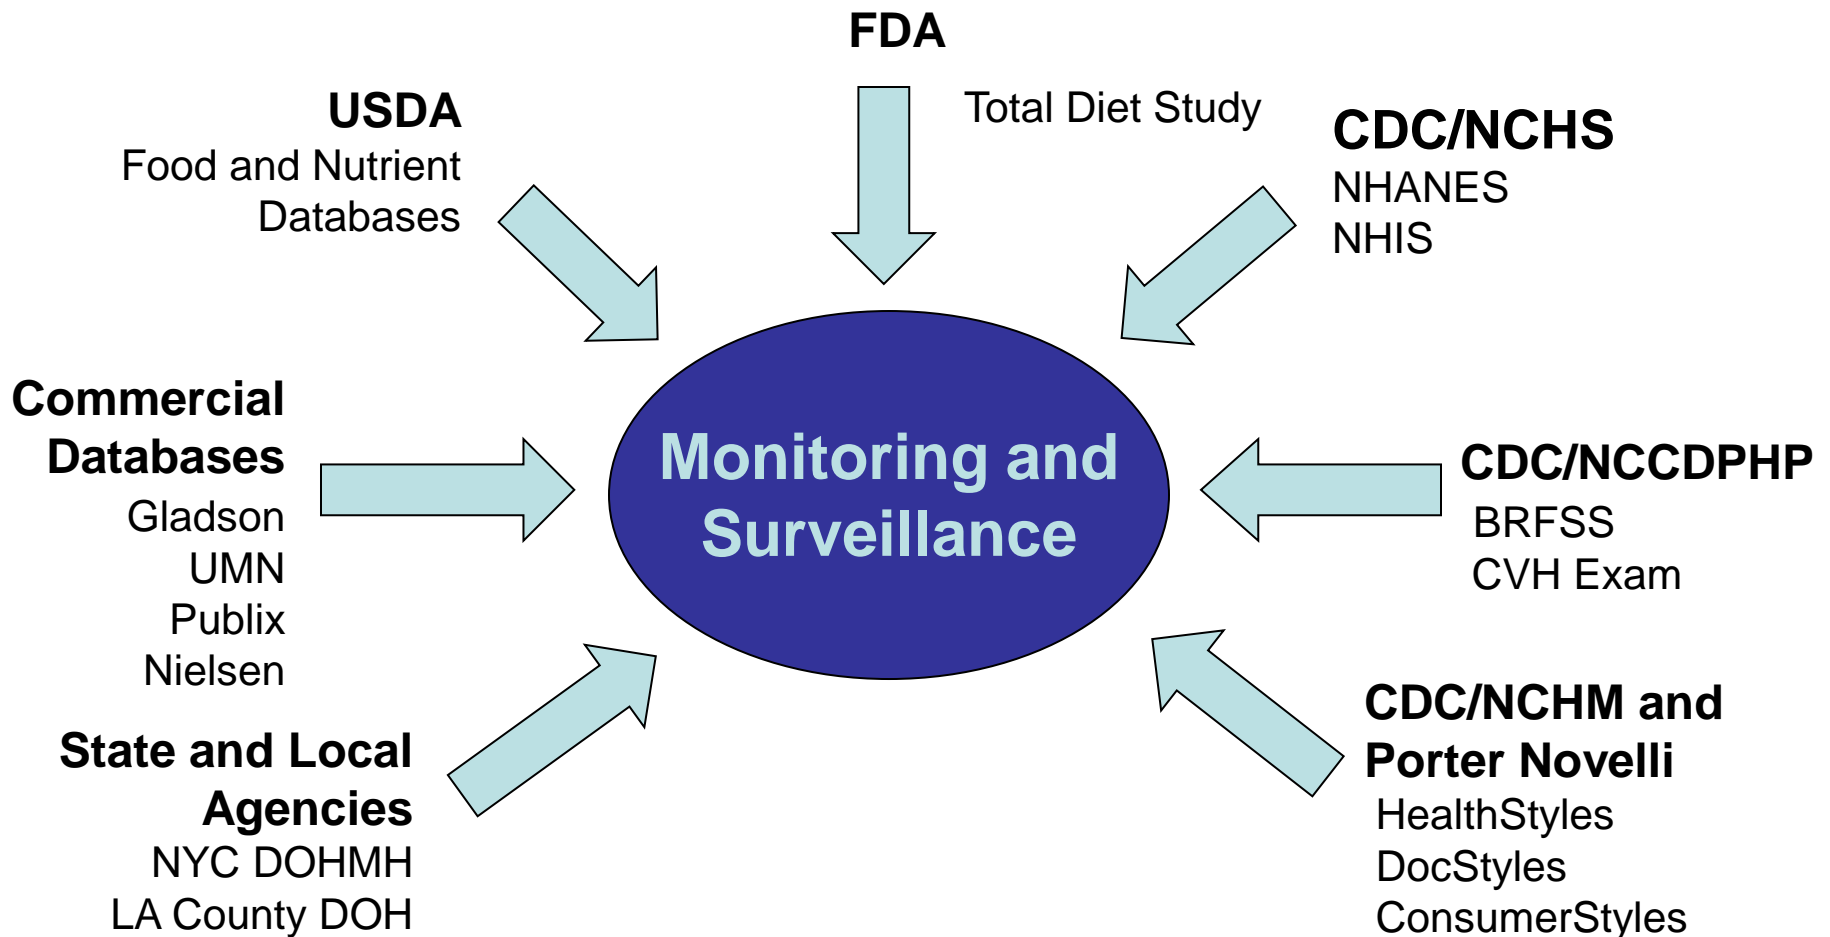 FDA
Total Diet Study
USDA
Food and Nutrient
Databases
CDC/NCHS
NHANES
NHIS
Commercial
Databases
Gladson
UMN
Publix
Nielsen
Monitoring and
Surveillance
CDC/NCCDPHP
BRFSS
CVH Exam
State and Local
Agencies
NYC DOHMH
LA County DOH
CDC/NCHM and
Porter Novelli
HealthStyles
DocStyles
ConsumerStyles